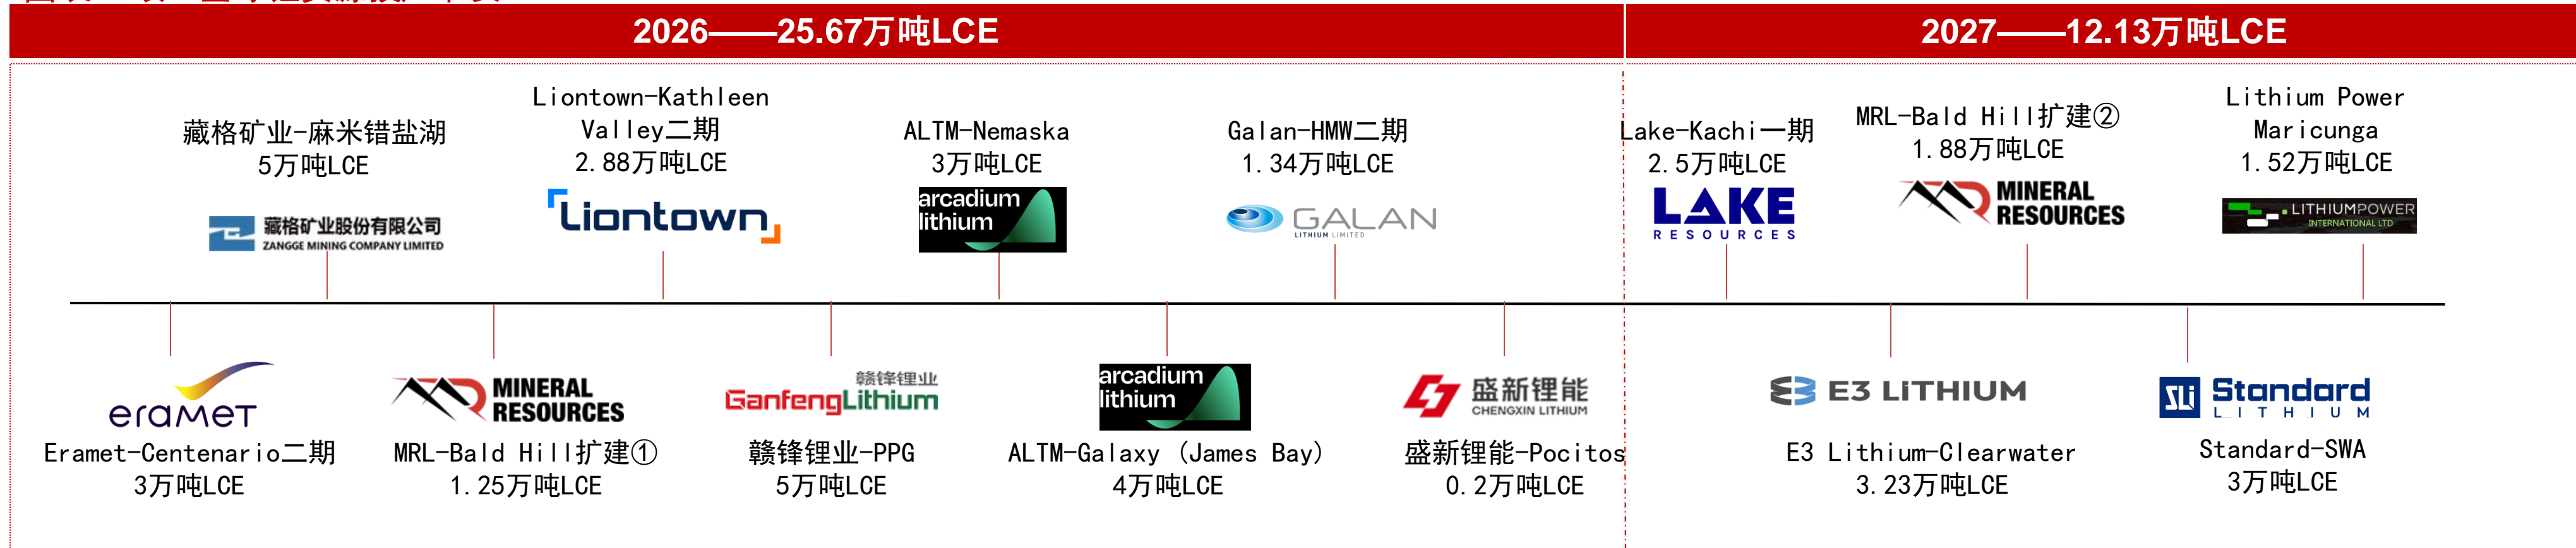 2026——25.67万吨LCE
2027——12.13万吨LCE
藏格矿业-麻米错盐湖
5万吨LCE
藏格矿业股份有限公司
ZANGGE MINING COMPANY LIMITED
Liontown-Kathleen
Valley二期
2.88万吨LCE
Liontown
ALTM-Nemaska
3万吨LCE
arcadium
lithium
Galan-HMW二期
1.34万吨LCE
GALAN
LITHIUM LIMITED
Lake-Kachi一期
2.5万吨LCE
LAKE
RESOURCES
MRL-Bald Hill扩建②
1.88万吨LCE
MINERAL
RESOURCES
Lithium Power
Maricunga
1.52万吨LCE
LITHIUMPOWER
INTERNATIONAL LTD
eramet
Eramet-Centenario二期
3万吨LCE
MINERAL
RESOURCES
MRL-Bald Hill扩建①
1.25万吨LCE
赣锋锂业
GanfengLithium
赣锋锂业-PPG
5万吨LCE
arcadium
lithium
ALTM-Galaxy (James Bay)
4万吨LCE
盛新锂能
CHENGXIN LITHIUM
盛新锂能-Pocitos
0.2万吨LCE
E3 LITHIUM
E3 Lithium-Clearwater
3.23万吨LCE
SLi Standard
LITHIUM
Standard-SWA
3万吨LCE